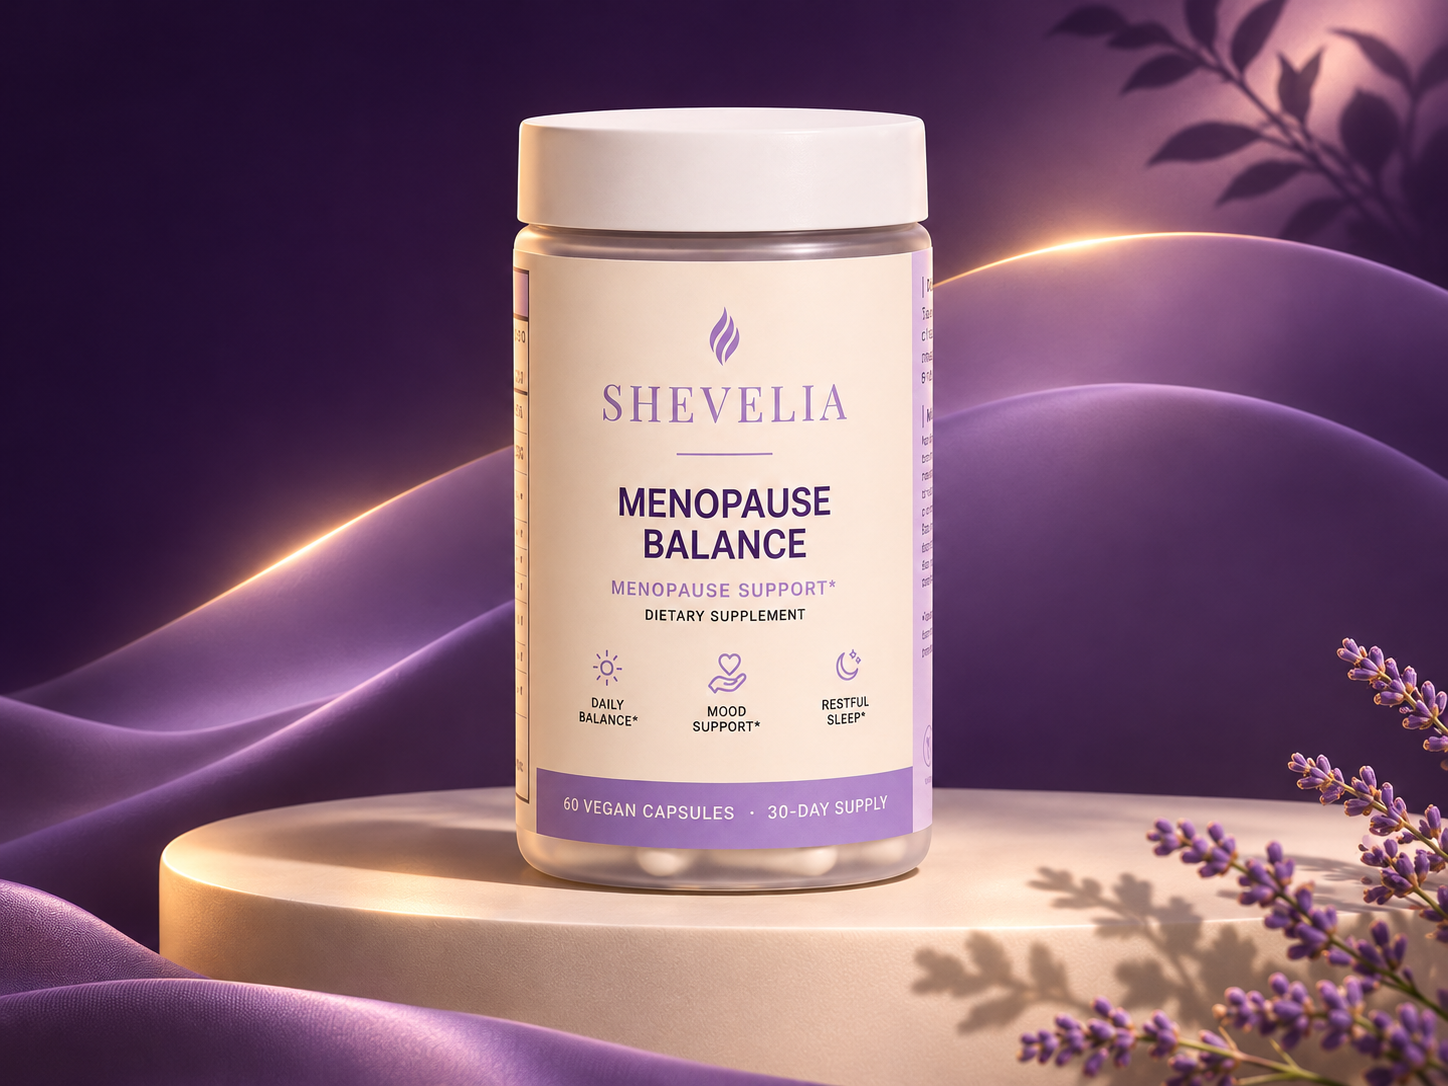 SHEVELIA
MENOPAUSE
BALANCE
MENOPAUSE SUPPORT*
DIETARY SUPPLEMENT
DAILY
BALANCE*
MOOD
SUPPORT*
RESTFUL
SLEEP*
60 VEGAN CAPSULES · 30-DAY SUPPLY